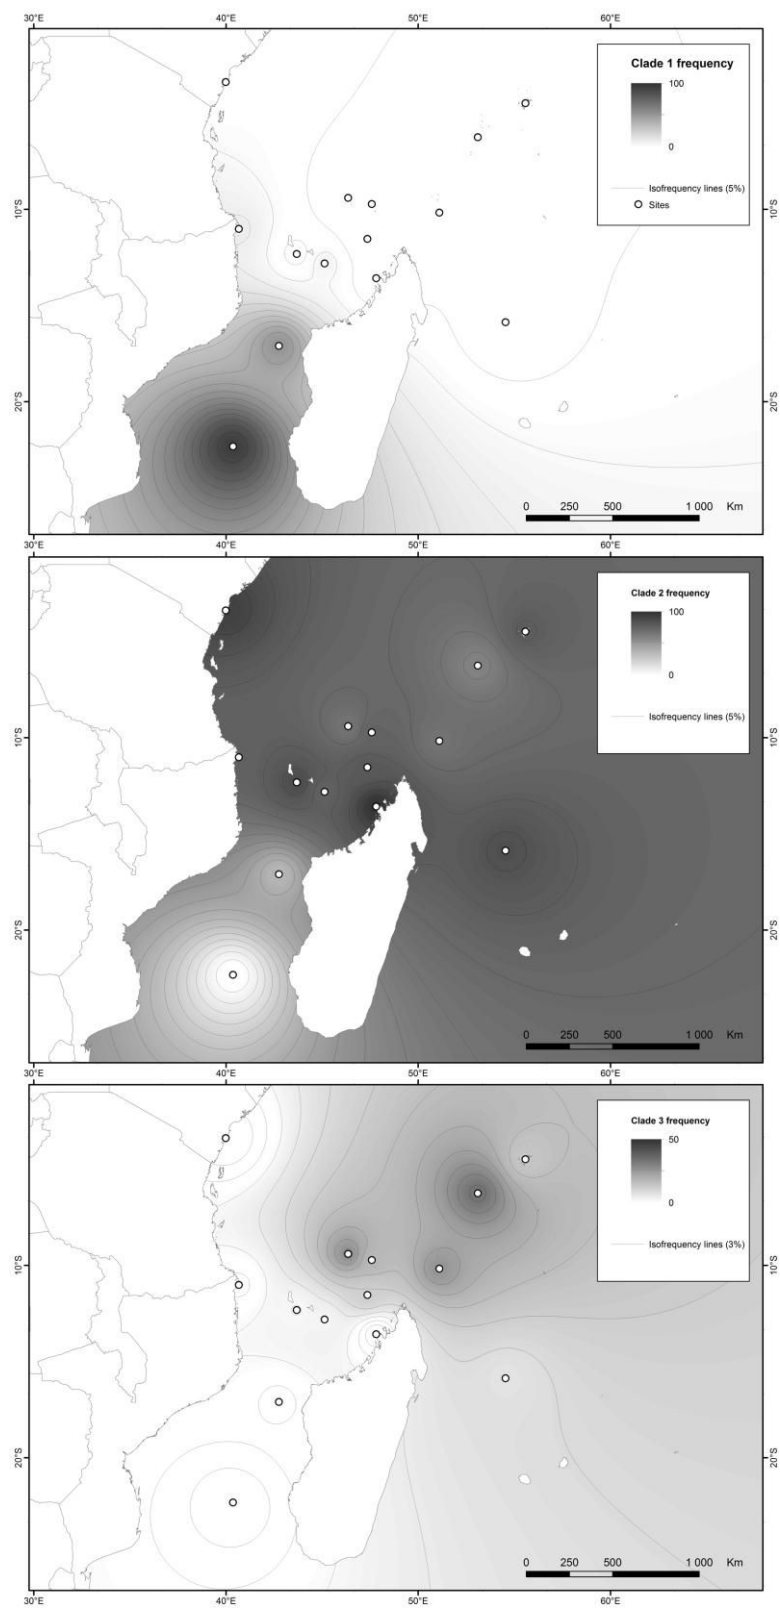 30°E 40°E 50°E 60°E
Clade 1 frequency
100
0
Isofrequency lines (5%)
Sites
10°S 10°S
20°S 20°S
0 250 500 1 000 Km
30°E 40°E 50°E 60°E
Clade 2 frequency
100
0
Isofrequency lines (5%)
10°S 10°S
20°S 20°S
0 250 500 1 000 Km
30°E 40°E 50°E 60°E
Clade 3 frequency
50
0
Isofrequency lines (3%)
10°S 10°S
20°S 20°S
0 250 500 1 000 Km
30°E 40°E 50°E 60°E